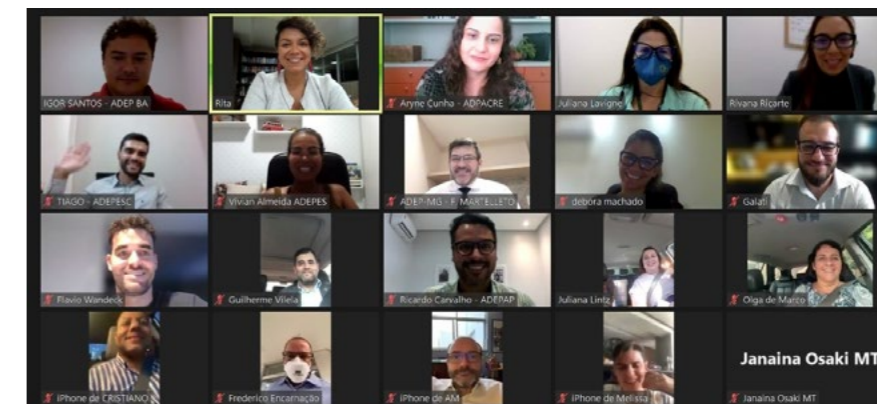 IGOR SANTOS - ADEP BA
Rita
Aryne Cunha - ADPACRE
Juliana Lavigne
Rivana Ricarte
TIAGO - ADEPESC
Vivian Almeida ADEPES
ADEP-MG - F. MARTELLETO
debora machado
Galati
Flavio Wandeck
Guilherme Vilela
Ricardo Carvalho - ADEPAP
Juliana Lintz
Olga de Marco
iPhone de CRISTIANO
Frederico Encarnação
iPhone de AM
iPhone de Melissa
Janaina Osaki MT
Janaina Osaki MT